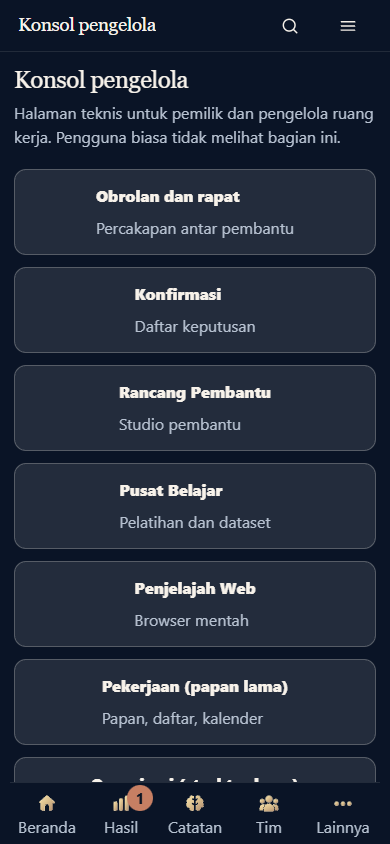 Konsol pengelola
Konsol pengelola
Halaman teknis untuk pemilik dan pengelola ruang
kerja. Pengguna biasa tidak melihat bagian ini.
Obrolan dan rapat
Percakapan antar pembantu
Konfirmasi
Daftar keputusan
Rancang Pembantu
Studio pembantu
Pusat Belajar
Pelatihan dan dataset
Penjelajah Web
Browser mentah
Pekerjaan (papan lama)
Papan, daftar, kalender
1
Beranda
Hasil
Catatan
Tim
Lainnya